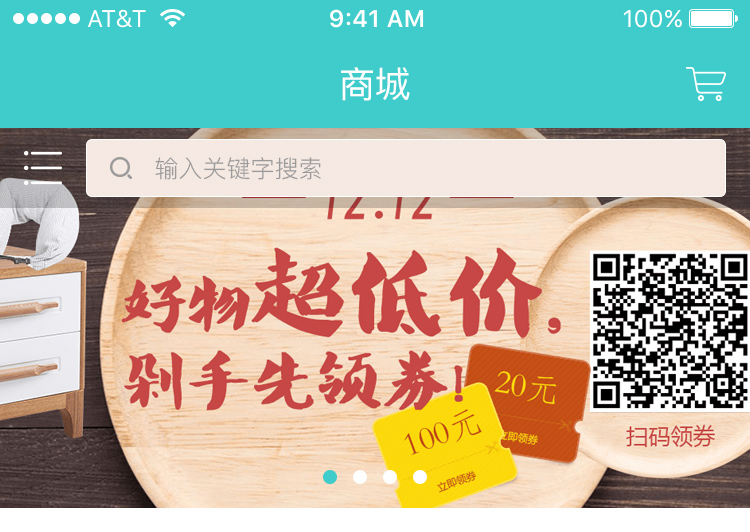 AT&T 9:41 AM 100%
商城
输入关键字搜索
12.12
好物超低价,
剁手先领券!
20元
立即领券
100元
立即领券
扫码领券